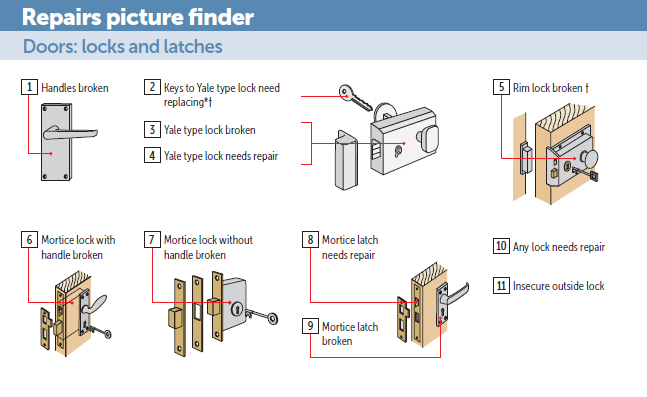 Repairs picture finder
Doors: locks and latches
1 Handles broken
2 Keys to Yale type lock need
replacing*†
3 Yale type lock broken
4 Yale type lock needs repair
5 Rim lock broken †
6 Mortice lock with
handle broken
7 Mortice lock without
handle broken
8 Mortice latch
needs repair
9 Mortice latch
broken
10 Any lock needs repair
11 Insecure outside lock